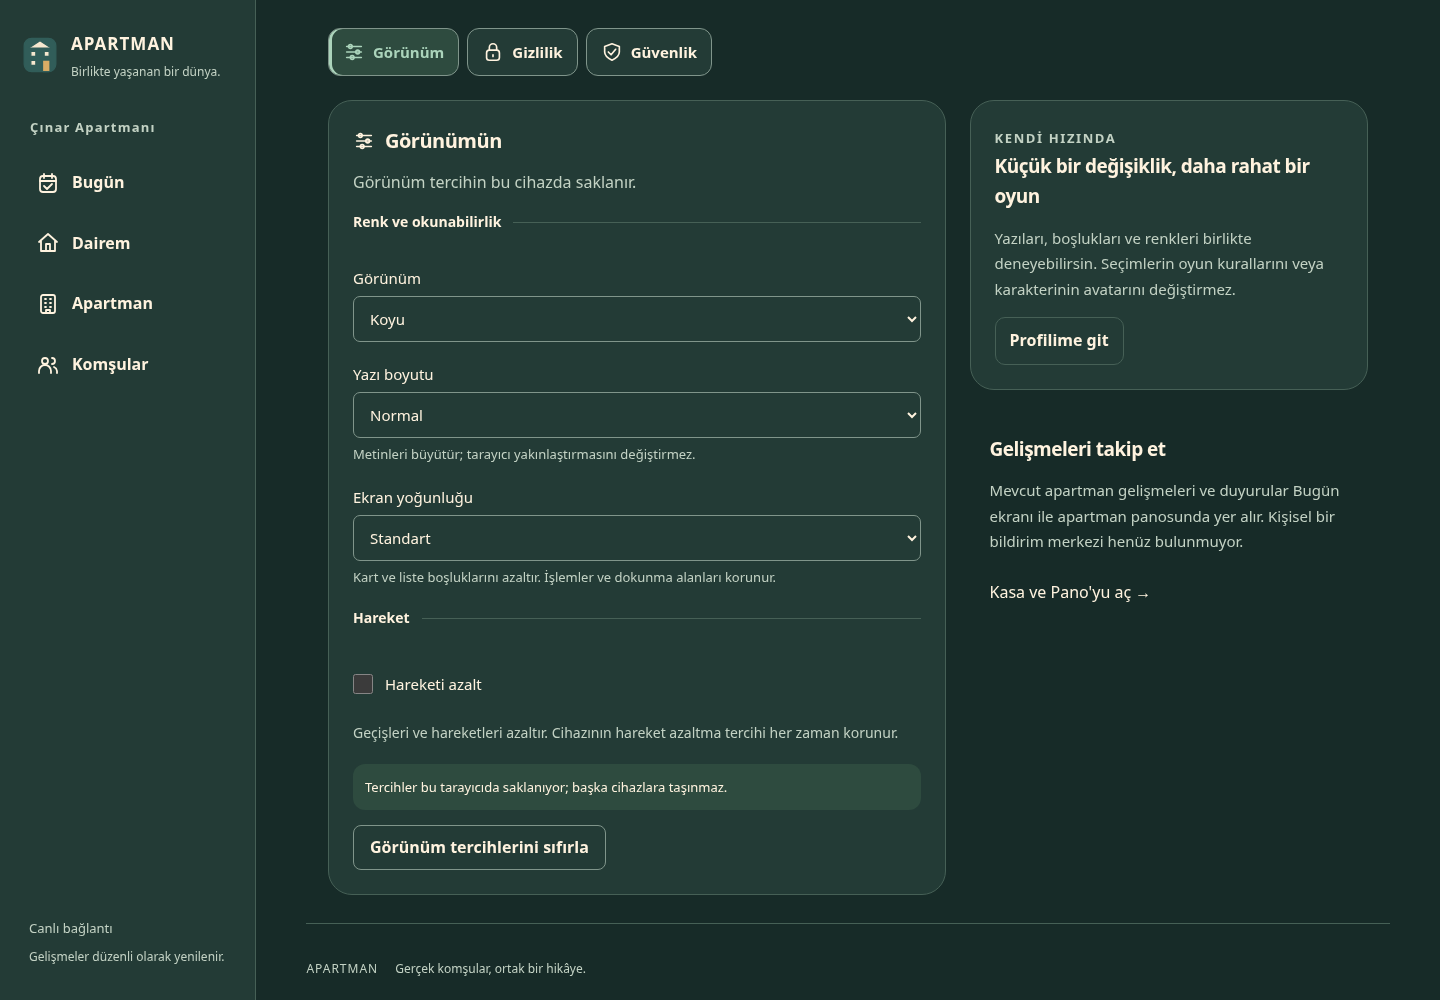 APARTMAN
Birlikte yaşanan bir dünya.
Çınar Apartmanı
Bugün
Dairem
Apartman
Komşular
Canlı bağlantı
Gelişmeler düzenli olarak yenilenir.
Görünüm
Gizlilik
Güvenlik
Görünümün
Görünüm tercihin bu cihazda saklanır.
Renk ve okunabilirlik
Görünüm
Koyu
Yazı boyutu
Normal
Metinleri büyütür; tarayıcı yakınlaştırmasını değiştirmez.
Ekran yoğunluğu
Standart
Kart ve liste boşluklarını azaltır. İşlemler ve dokunma alanları korunur.
Hareket
Hareketi azalt
Geçişleri ve hareketleri azaltır. Cihazının hareket azaltma tercihi her zaman korunur.
Tercihler bu tarayıcıda saklanıyor; başka cihazlara taşınmaz.
Görünüm tercihlerini sıfırla
KENDİ HIZINDA
Küçük bir değişiklik, daha rahat bir
oyun
Yazıları, boşlukları ve renkleri birlikte
deneyebilirsin. Seçimlerin oyun kurallarını veya
karakterinin avatarını değiştirmez.
Profilime git
Gelişmeleri takip et
Mevcut apartman gelişmeleri ve duyurular Bugün
ekranı ile apartman panosunda yer alır. Kişisel bir
bildirim merkezi henüz bulunmuyor.
Kasa ve Pano'yu aç →
APARTMAN Gerçek komşular, ortak bir hikâye.